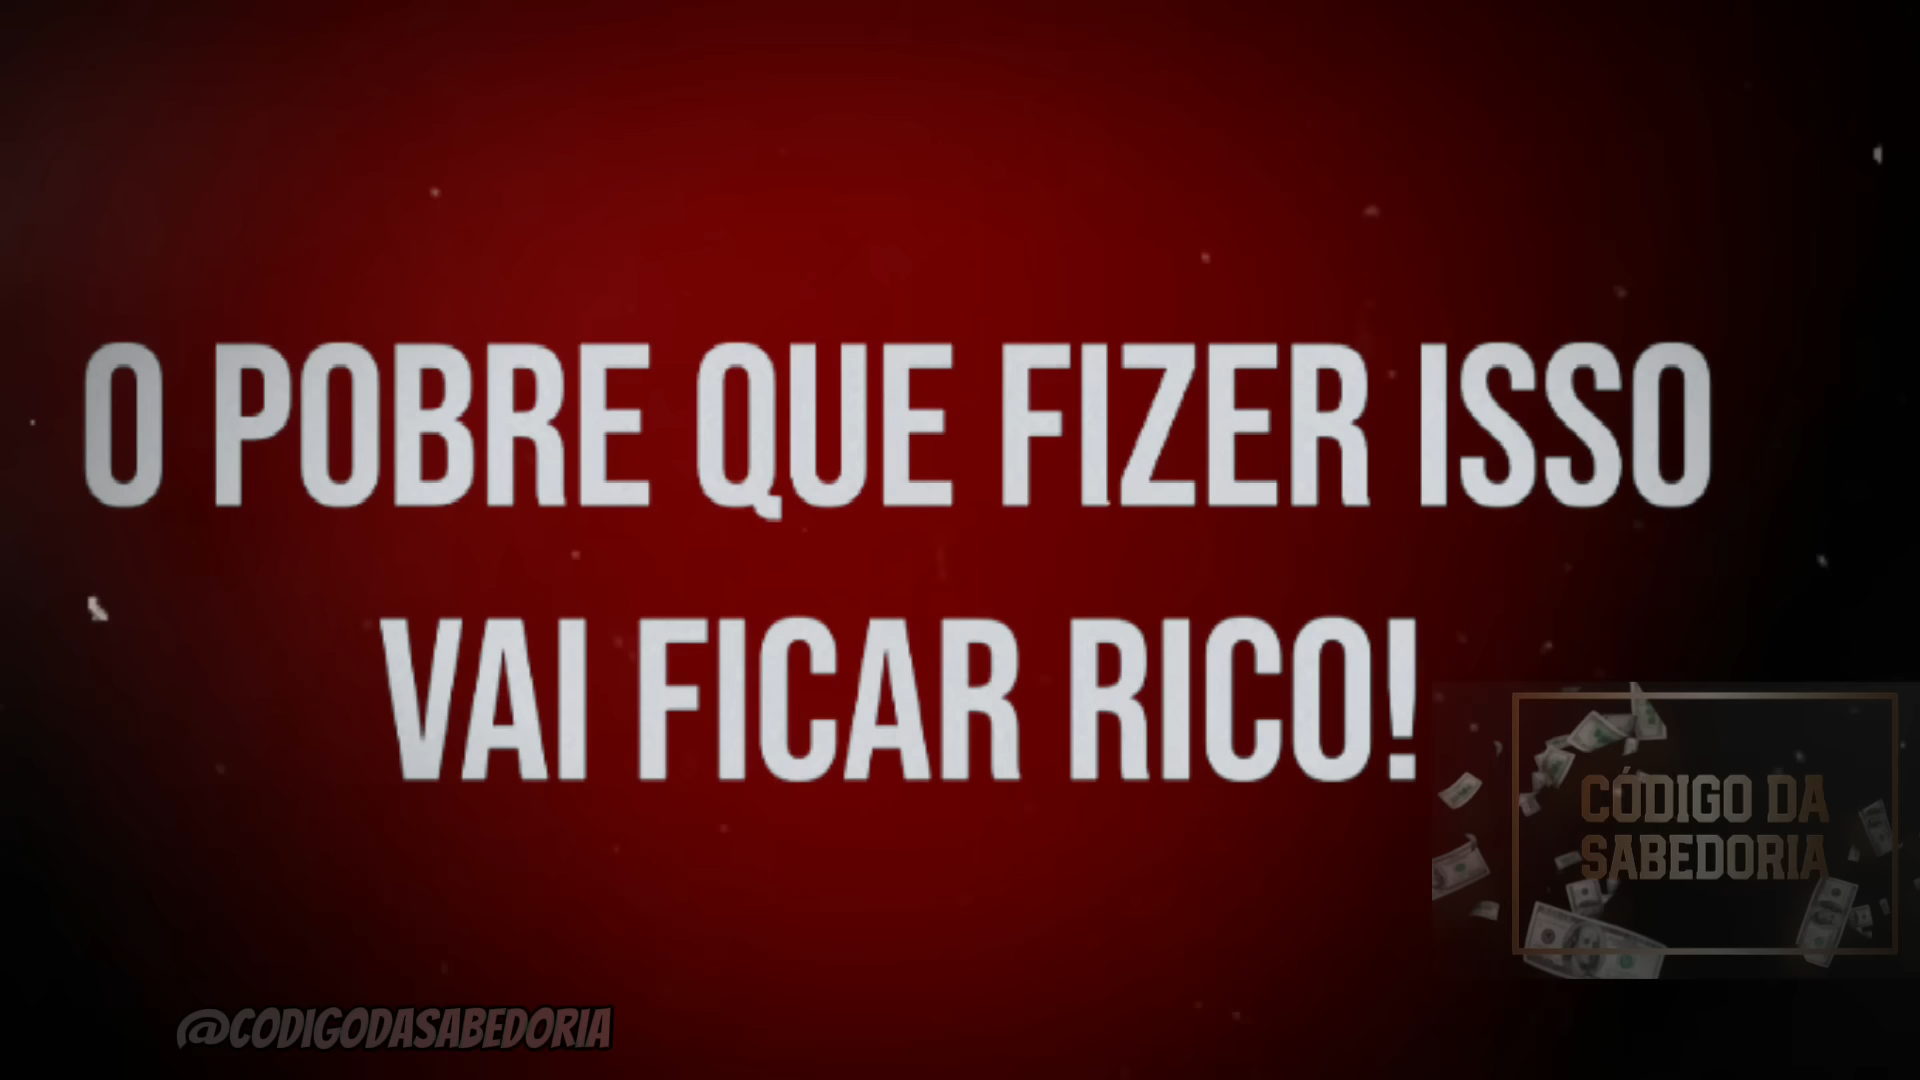 O POBRE QUE FIZER ISSO
VAI FICAR RICO!
CÓDIGO DA
SABEDORIA
@CODIGODASABEDORIA